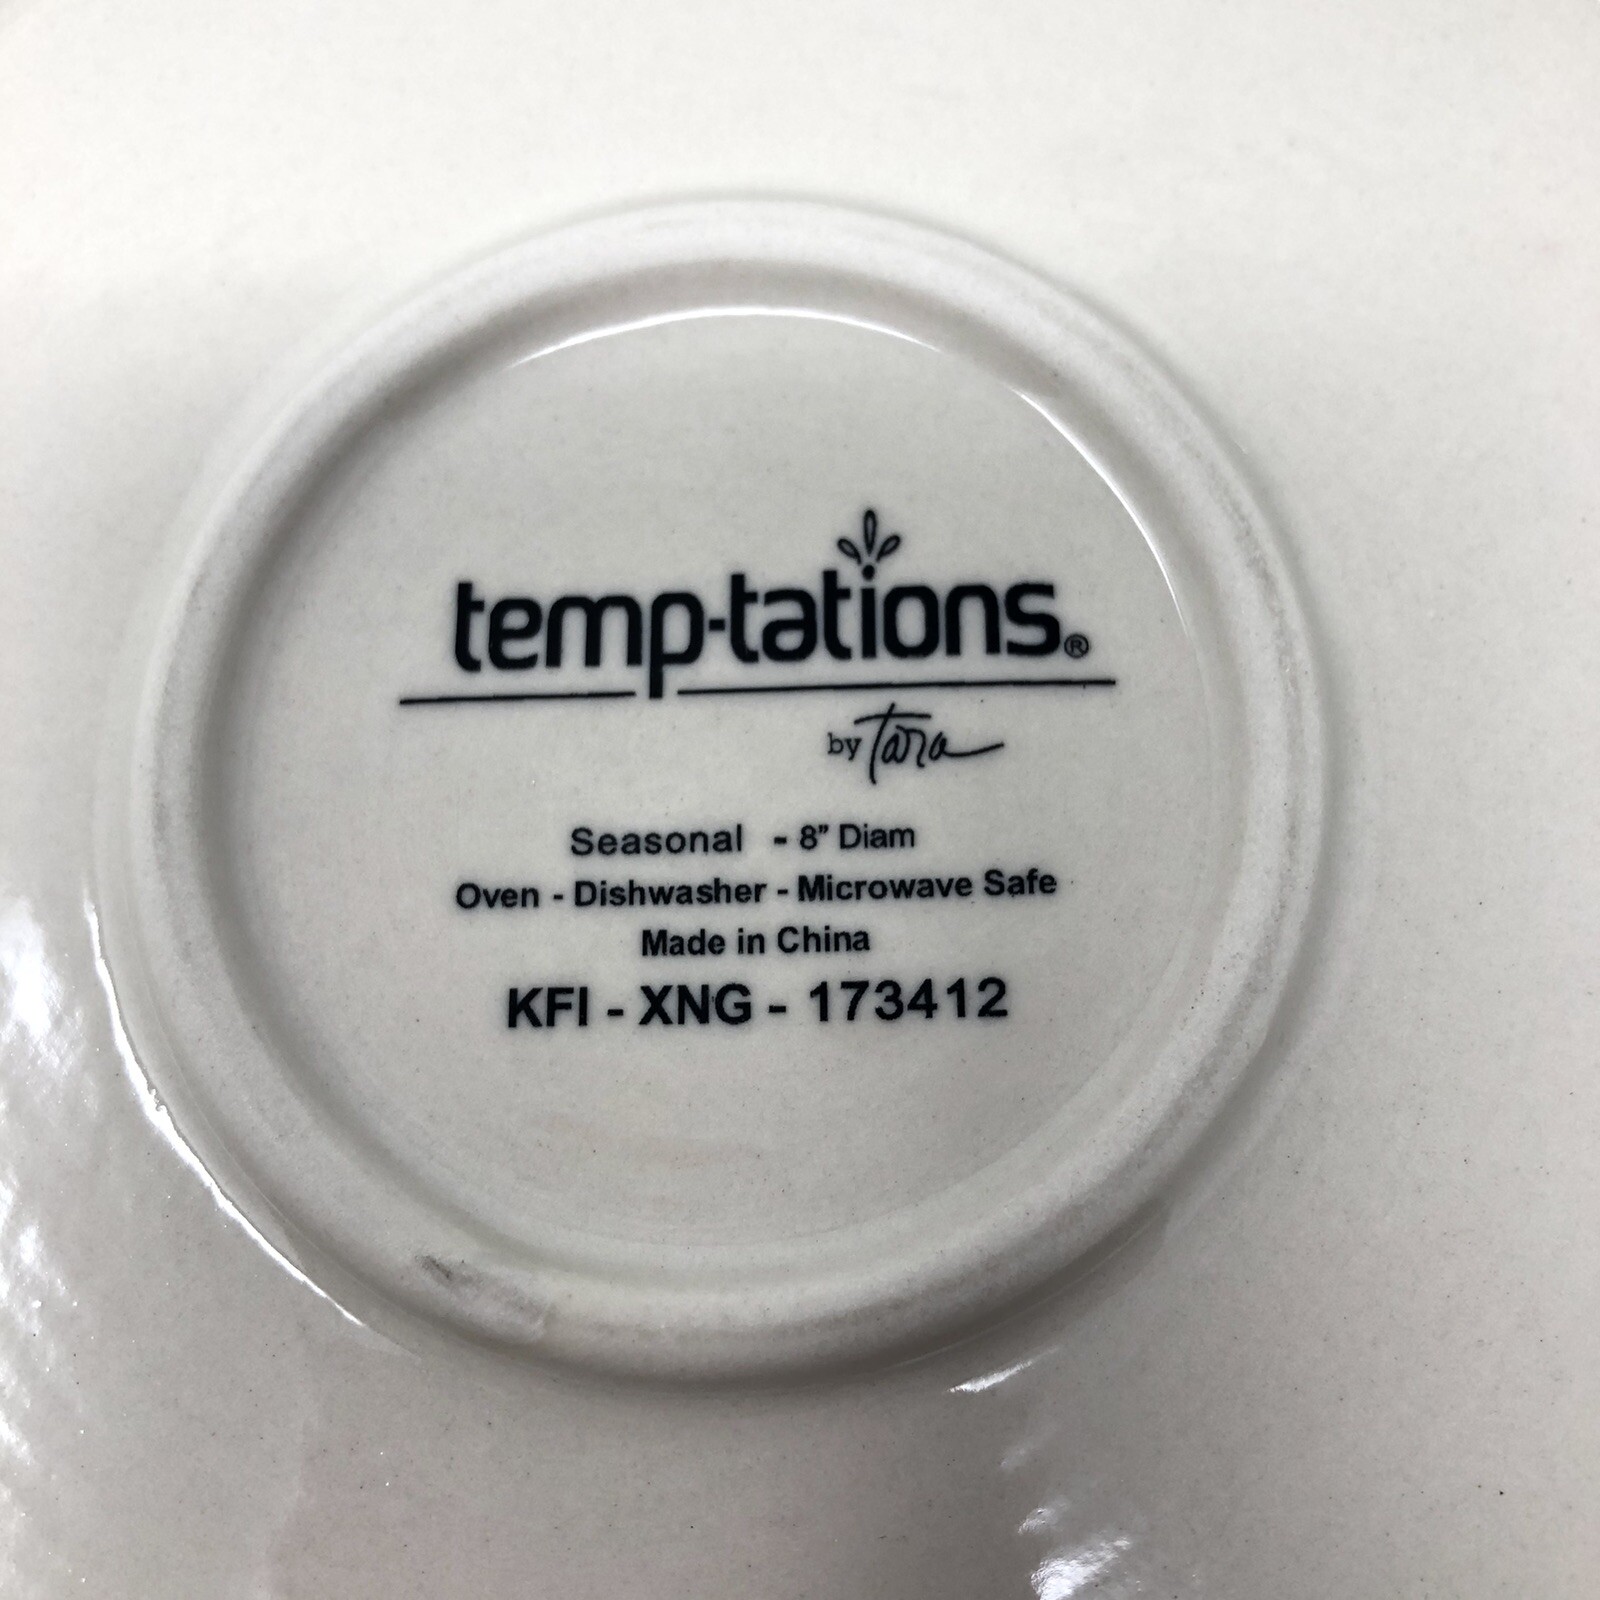 temp-tations®
by Tara
Seasonal - 8" Diam
Oven - Dishwasher - Microwave Safe
Made in China
KFI - XNG - 173412